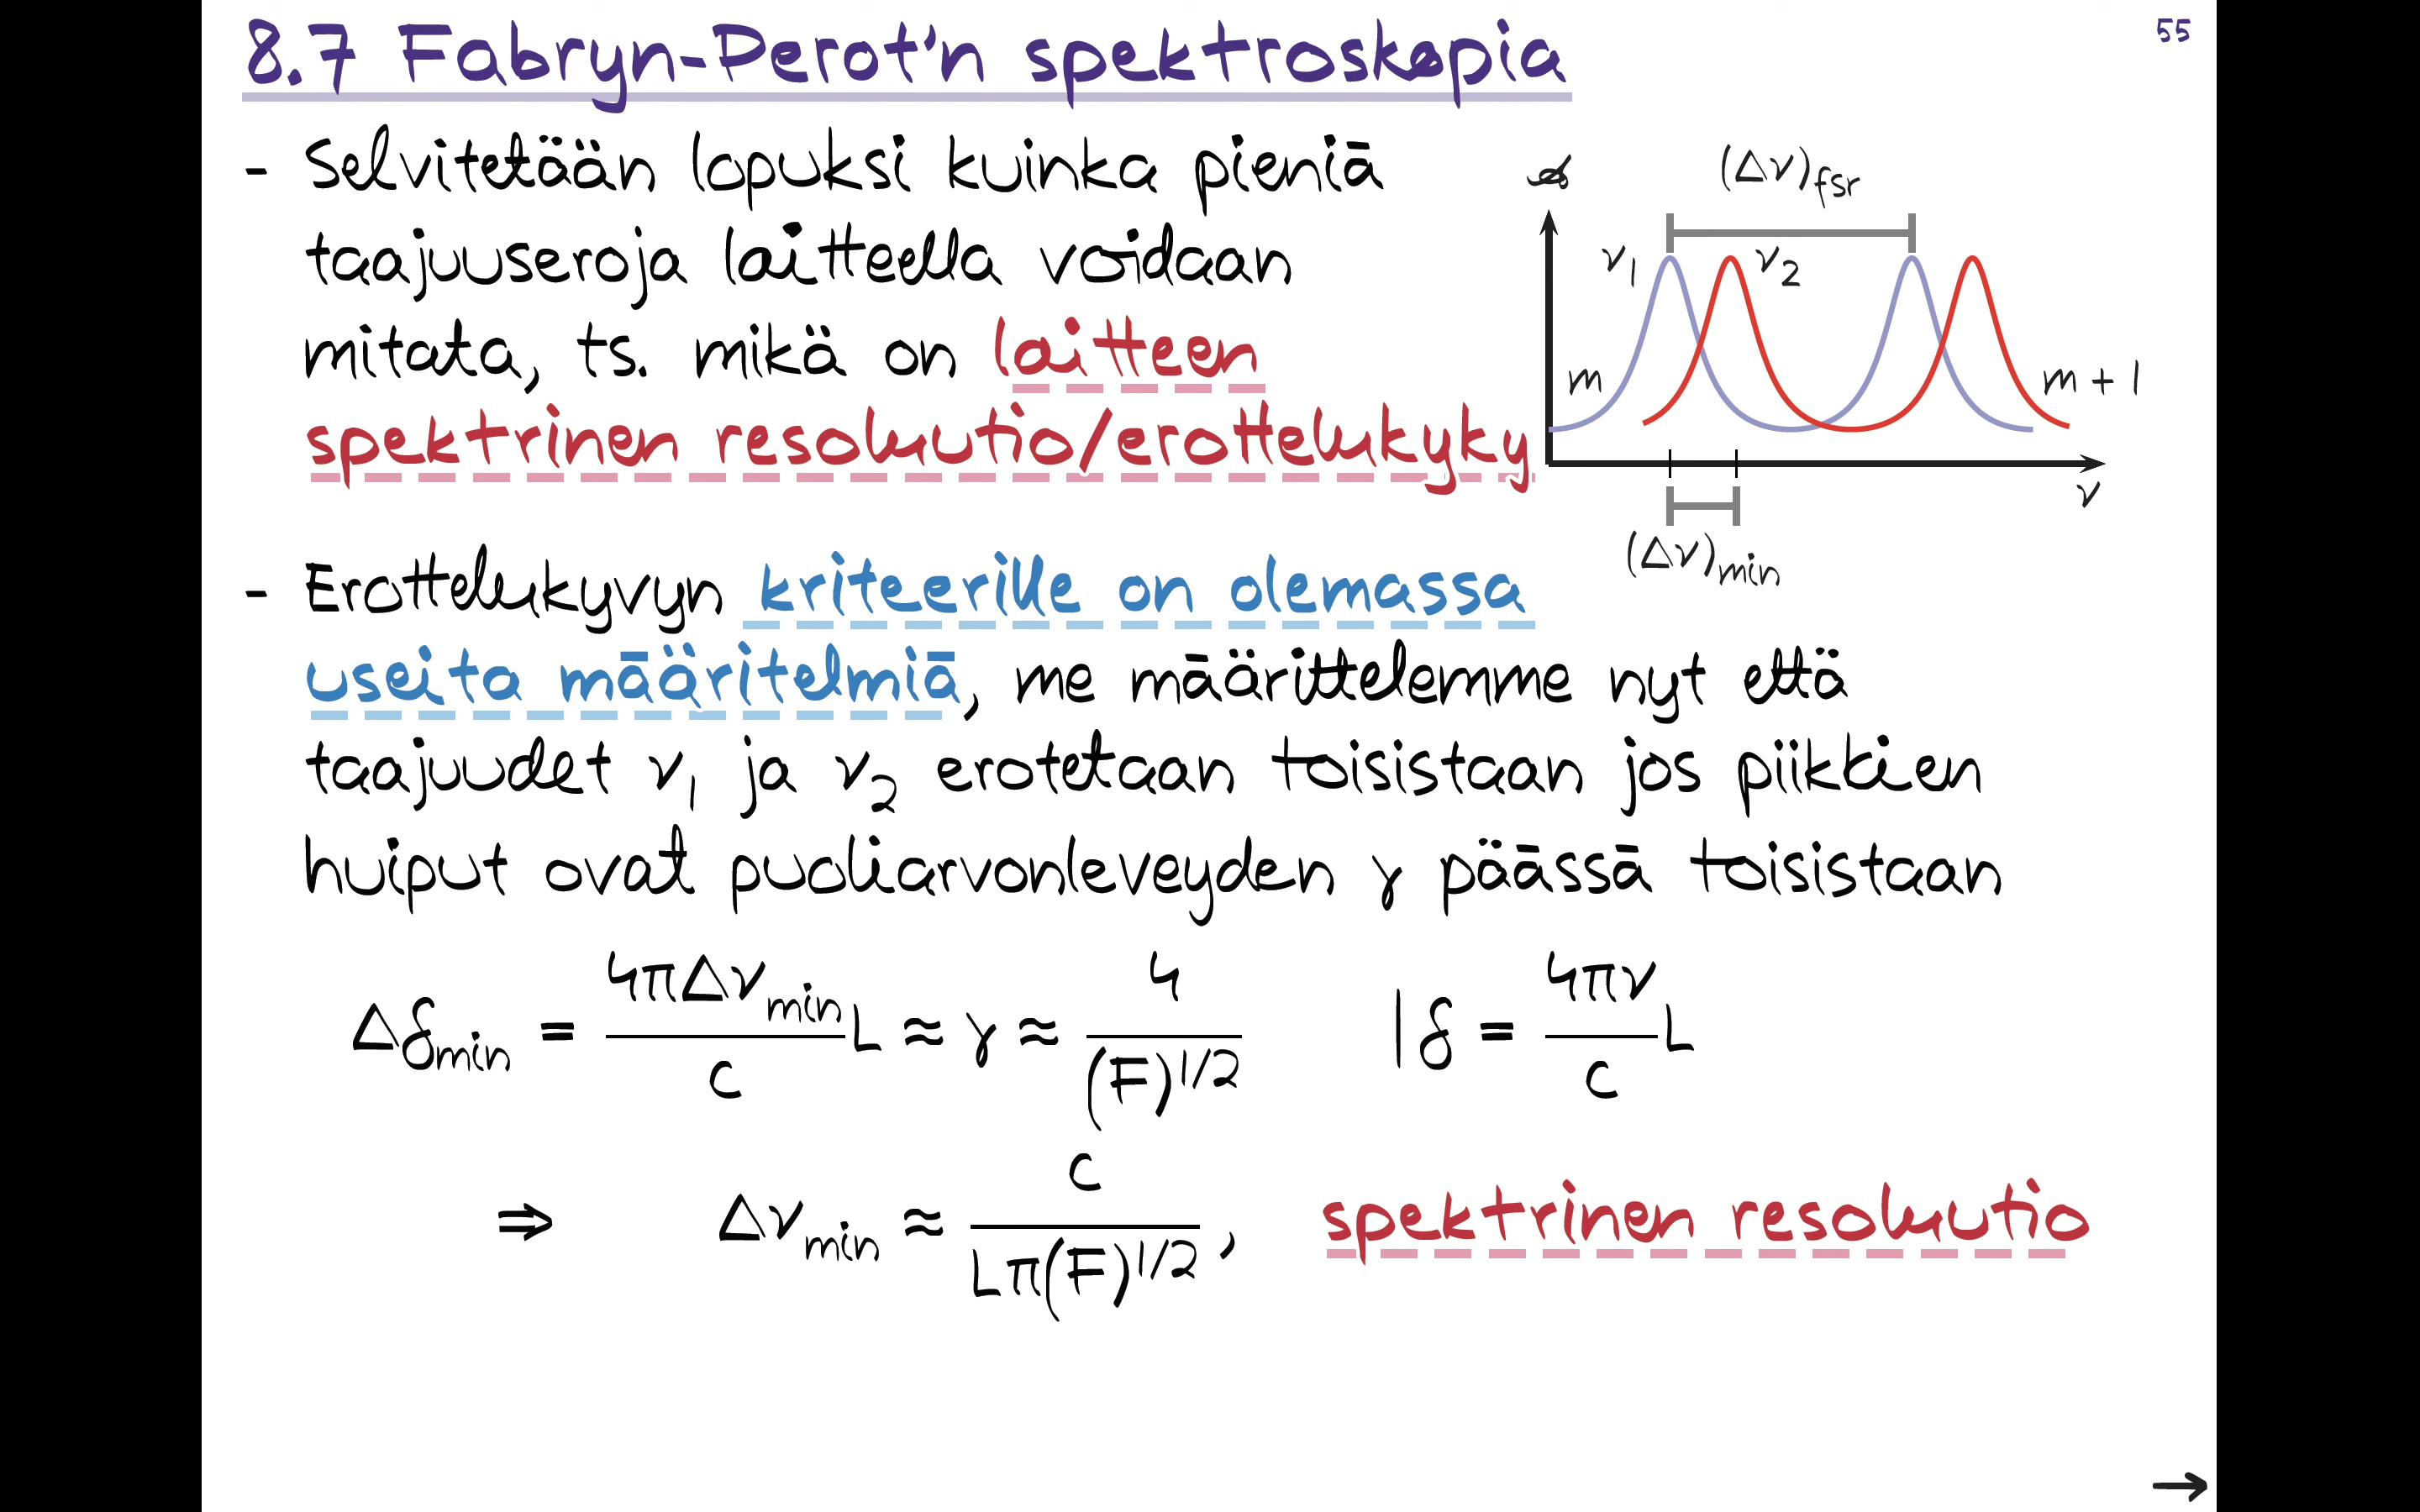 55
8.7 Fabryn-Perot'n spektroskopia
- Selvitetään lopuksi kuinka pieniä
taajuuseroja laitteella voidaan
mitata, ts. mikä on laitteen
spektrinen resoluutio/erottelukyky
𝒜
(Δν)fsr
ν₁ ν₂
m m+1
ν
(Δν)min
- Erottelukyvyn kriteerille on olemassa
useita määritelmiä, me määrittelemme nyt että
taajuudet ν₁ ja ν₂ erotetaan toisistaan jos piikkien
huiput ovat puoliarvonleveyden γ päässä toisistaan
Δδmin = 4πΔνmin/c L ≈ γ ≈ 4/(F)^1/2 | δ = 4πν/c L
⇒ Δνmin ≈ c/Lπ(F)^1/2, spektrinen resoluutio
→